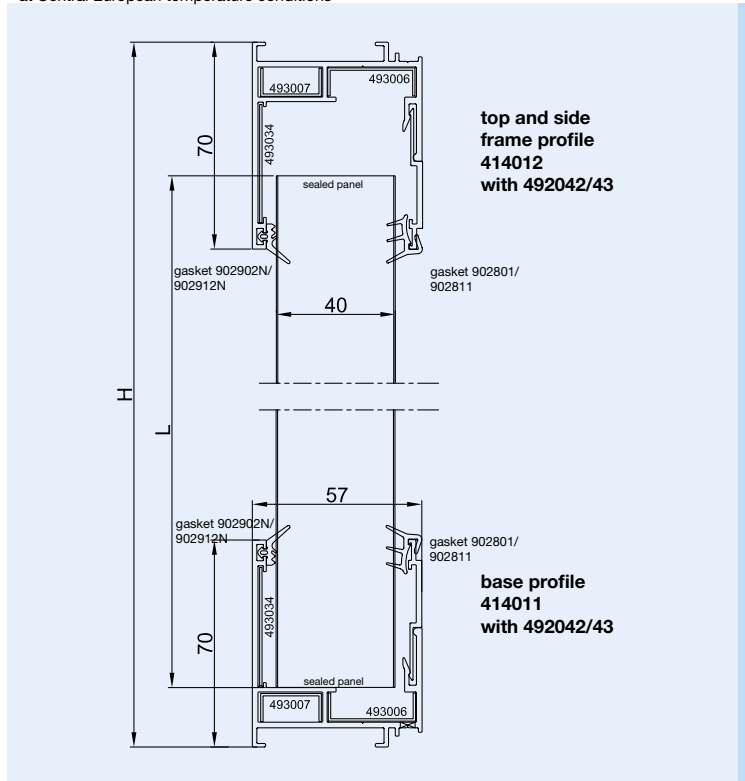 at Central European temperature conditions
493007
493006
70
493034
top and side
frame profile
414012
with 492042/43
sealed panel
gasket 902902N/
902912N
gasket 902801/
902811
40
H
L
57
gasket 902902N/
902912N
gasket 902801/
902811
70
493034
base profile
414011
with 492042/43
sealed panel
493007
493006